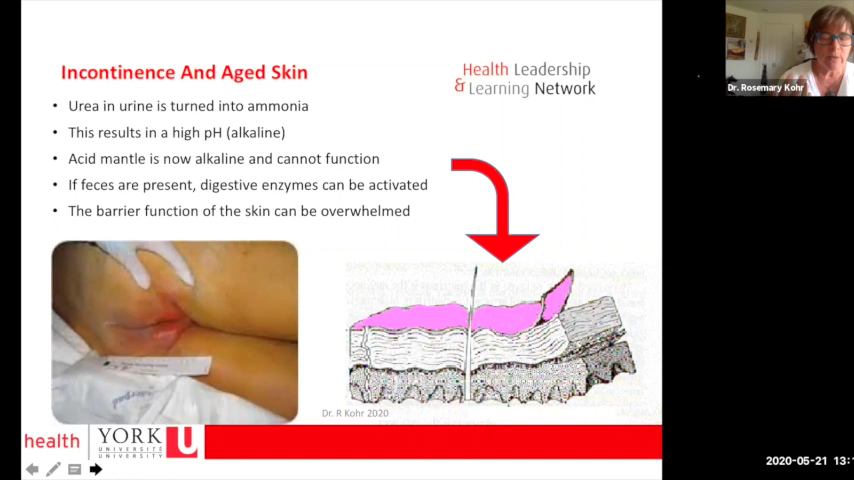 Incontinence And Aged Skin
Health Leadership
& Learning Network
• Urea in urine is turned into ammonia
• This results in a high pH (alkaline)
• Acid mantle is now alkaline and cannot function
• If feces are present, digestive enzymes can be activated
• The barrier function of the skin can be overwhelmed
Dr. Rosemary Kohr
Dr. R Kohr 2020
health
YORK U
UNIVERSITÉ
UNIVERSITY
2020-05-21 13:1